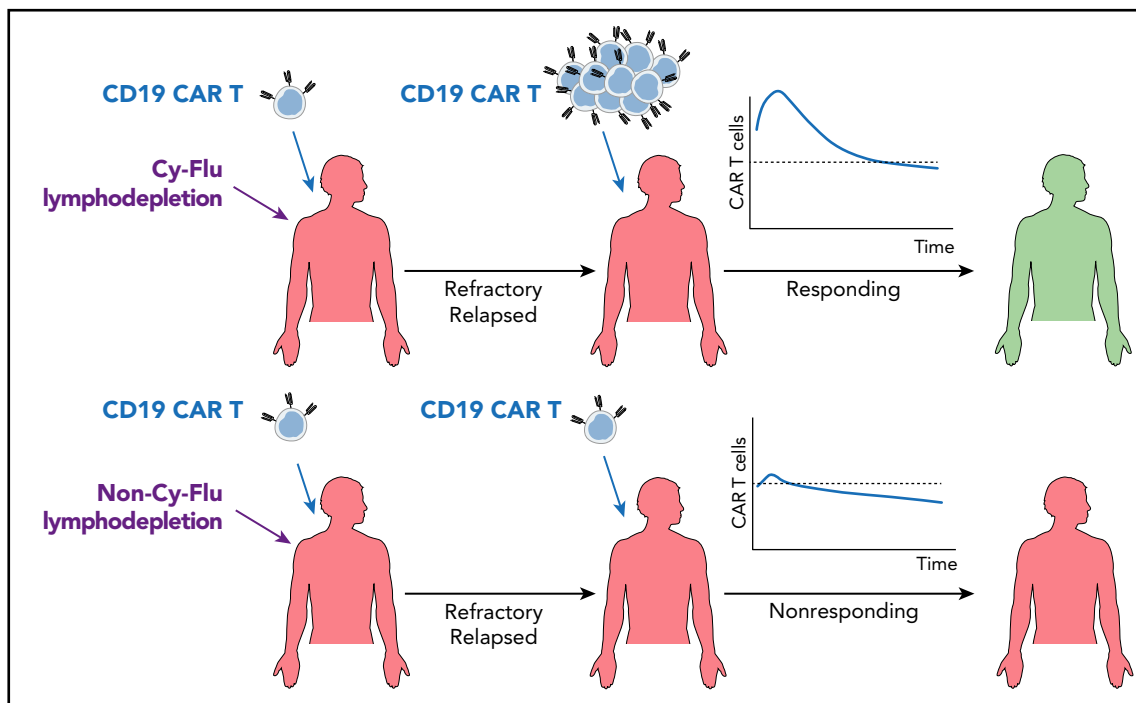 CD19 CAR T
CD19 CAR T
Cy-Flu
lymphodepletion
CAR T cells
Time
Refractory
Relapsed
Responding
CD19 CAR T
CD19 CAR T
Non-Cy-Flu
lymphodepletion
CAR T cells
Time
Refractory
Relapsed
Nonresponding